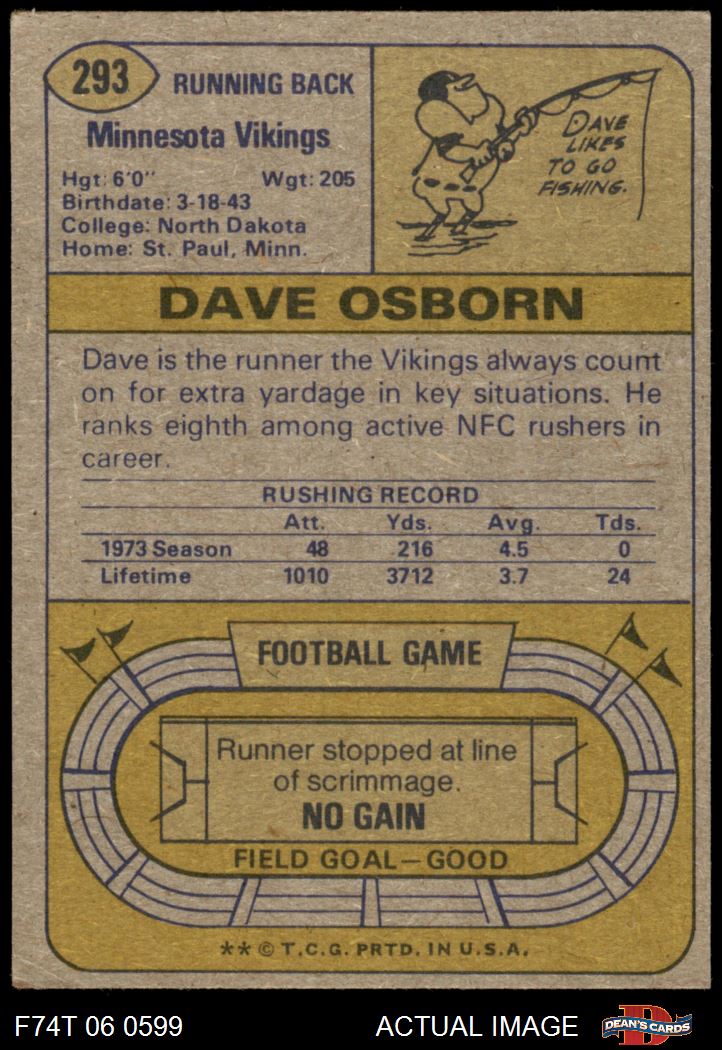 293
RUNNING BACK
Minnesota Vikings
Hgt: 6'0" Wgt: 205
Birthdate: 3-18-43
College: North Dakota
Home: St. Paul, Minn.
DAVE
LIKES
TO GO
FISHING.
DAVE OSBORN
Dave is the runner the Vikings always count
on for extra yardage in key situations. He
ranks eighth among active NFC rushers in
career.
RUSHING RECORD
Att. Yds. Avg. Tds.
1973 Season 48 216 4.5 0
Lifetime 1010 3712 3.7 24
FOOTBALL GAME
Runner stopped at line
of scrimmage.
NO GAIN
FIELD GOAL—GOOD
** © T.C.G. PRTD. IN U.S.A.
F74T 06 0599 ACTUAL IMAGE
D
DEAN'S CARDS